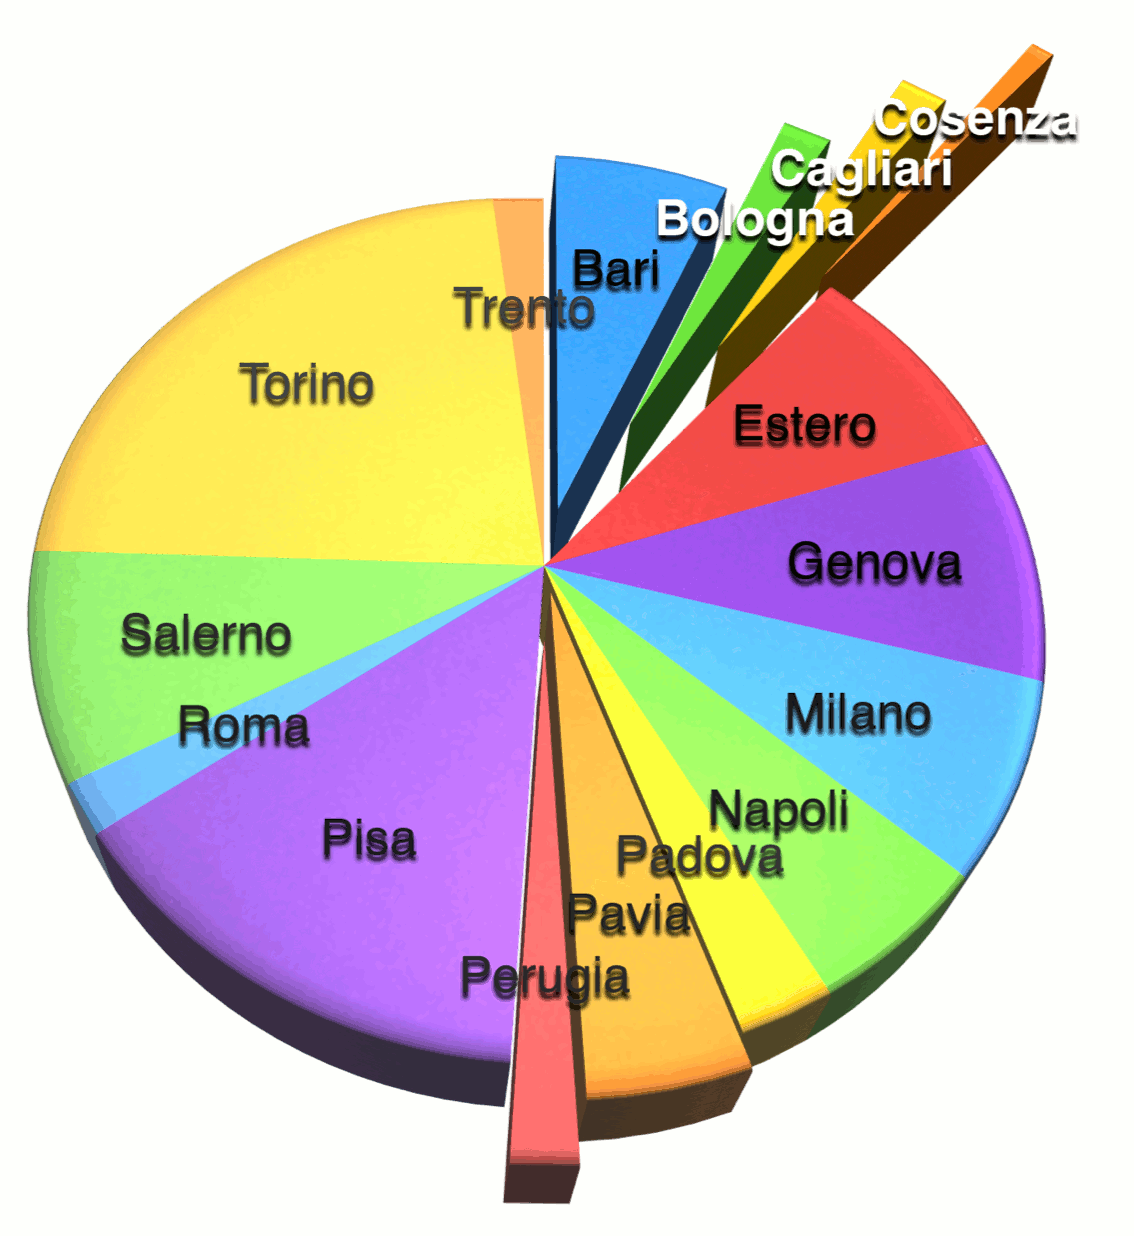 Cosenza
Cagliari
Bologna
Bari
Trento
Torino
Estero
Genova
Salerno
Milano
Roma
Napoli
Pisa
Padova
Pavia
Perugia